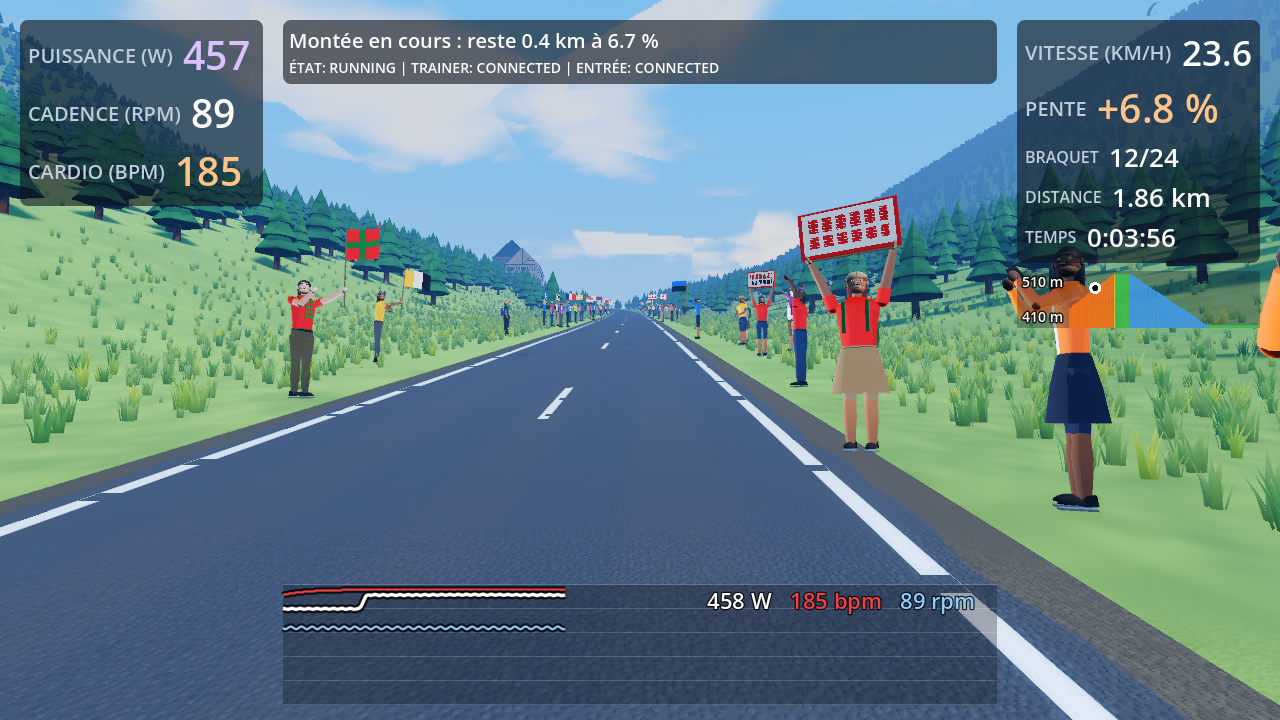 PUISSANCE (W) 457
CADENCE (RPM) 89
CARDIO (BPM) 185
Montée en cours : reste 0.4 km à 6.7 %
ÉTAT: RUNNING | TRAINER: CONNECTED | ENTRÉE: CONNECTED
VITESSE (KM/H) 23.6
PENTE +6.8 %
BRAQUET 12/24
DISTANCE 1.86 km
TEMPS 0:03:56
510 m
410 m
458 W 185 bpm 89 rpm